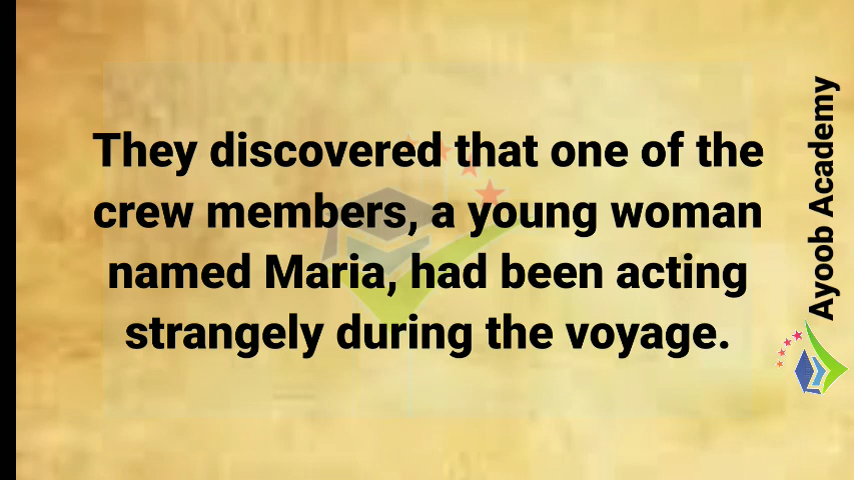 They discovered that one of the
crew members, a young woman
named Maria, had been acting
strangely during the voyage.
Ayoob Academy